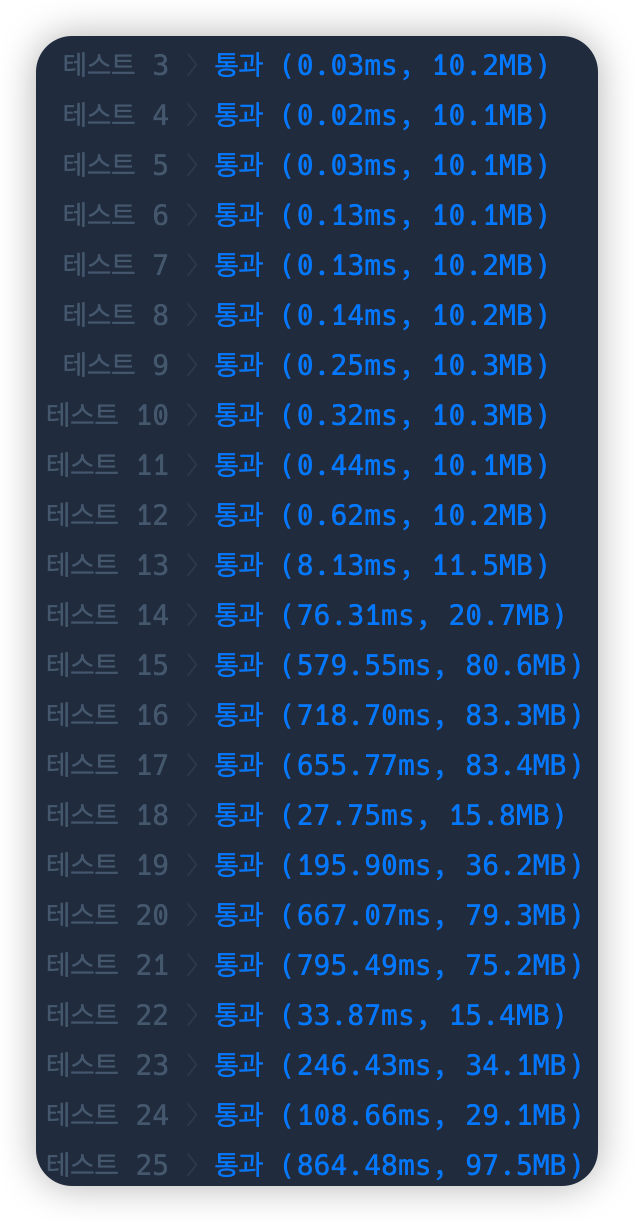 테스트 3 〉 통과 (0.03ms, 10.2MB)
테스트 4 〉 통과 (0.02ms, 10.1MB)
테스트 5 〉 통과 (0.03ms, 10.1MB)
테스트 6 〉 통과 (0.13ms, 10.1MB)
테스트 7 〉 통과 (0.13ms, 10.2MB)
테스트 8 〉 통과 (0.14ms, 10.2MB)
테스트 9 〉 통과 (0.25ms, 10.3MB)
테스트 10 〉 통과 (0.32ms, 10.3MB)
테스트 11 〉 통과 (0.44ms, 10.1MB)
테스트 12 〉 통과 (0.62ms, 10.2MB)
테스트 13 〉 통과 (8.13ms, 11.5MB)
테스트 14 〉 통과 (76.31ms, 20.7MB)
테스트 15 〉 통과 (579.55ms, 80.6MB)
테스트 16 〉 통과 (718.70ms, 83.3MB)
테스트 17 〉 통과 (655.77ms, 83.4MB)
테스트 18 〉 통과 (27.75ms, 15.8MB)
테스트 19 〉 통과 (195.90ms, 36.2MB)
테스트 20 〉 통과 (667.07ms, 79.3MB)
테스트 21 〉 통과 (795.49ms, 75.2MB)
테스트 22 〉 통과 (33.87ms, 15.4MB)
테스트 23 〉 통과 (246.43ms, 34.1MB)
테스트 24 〉 통과 (108.66ms, 29.1MB)
테스트 25 〉 통과 (864.48ms, 97.5MB)